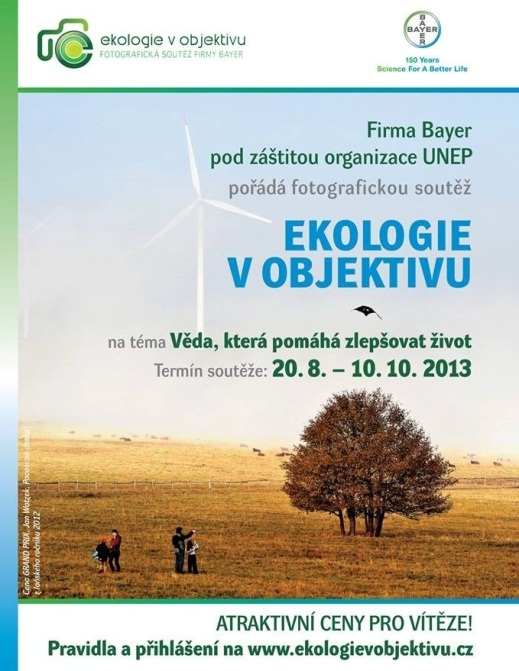 ekologie v objektivu
FOTOGRAFICKÁ SOUTĚŽ FIRMY BAYER
BAYER
BAYER
150 Years
Science For A Better Life
Firma Bayer
pod záštitou organizace UNEP
pořádá fotografickou soutěž
EKOLOGIE
V OBJEKTIVU
na téma Věda, která pomáhá zlepšovat život
Termín soutěže: 20. 8. – 10. 10. 2013
Cena GRAND PRIX, Jan Watzek,
z loňského ročníku 2012
ATRAKTIVNÍ CENY PRO VÍTĚZE!
Pravidla a přihlášení na www.ekologievobjektivu.cz